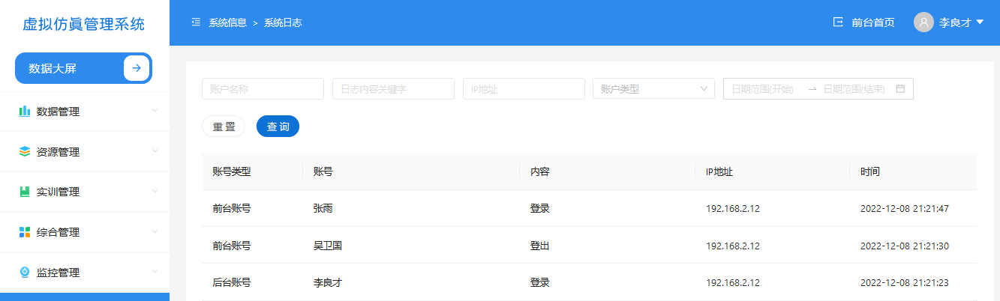 虚拟仿真管理系统
系统信息 > 系统日志
前台首页
李良才
数据大屏
数据管理
资源管理
实训管理
综合管理
监控管理
账户名称
日志内容关键字
IP地址
账户类型
日期范围(开始)
日期范围(结束)
重 置
查 询
账号类型 账号 内容 IP地址 时间
前台账号 张雨 登录 192.168.2.12 2022-12-08 21:21:47
前台账号 吴卫国 登出 192.168.2.12 2022-12-08 21:21:30
后台账号 李良才 登录 192.168.2.12 2022-12-08 21:21:23